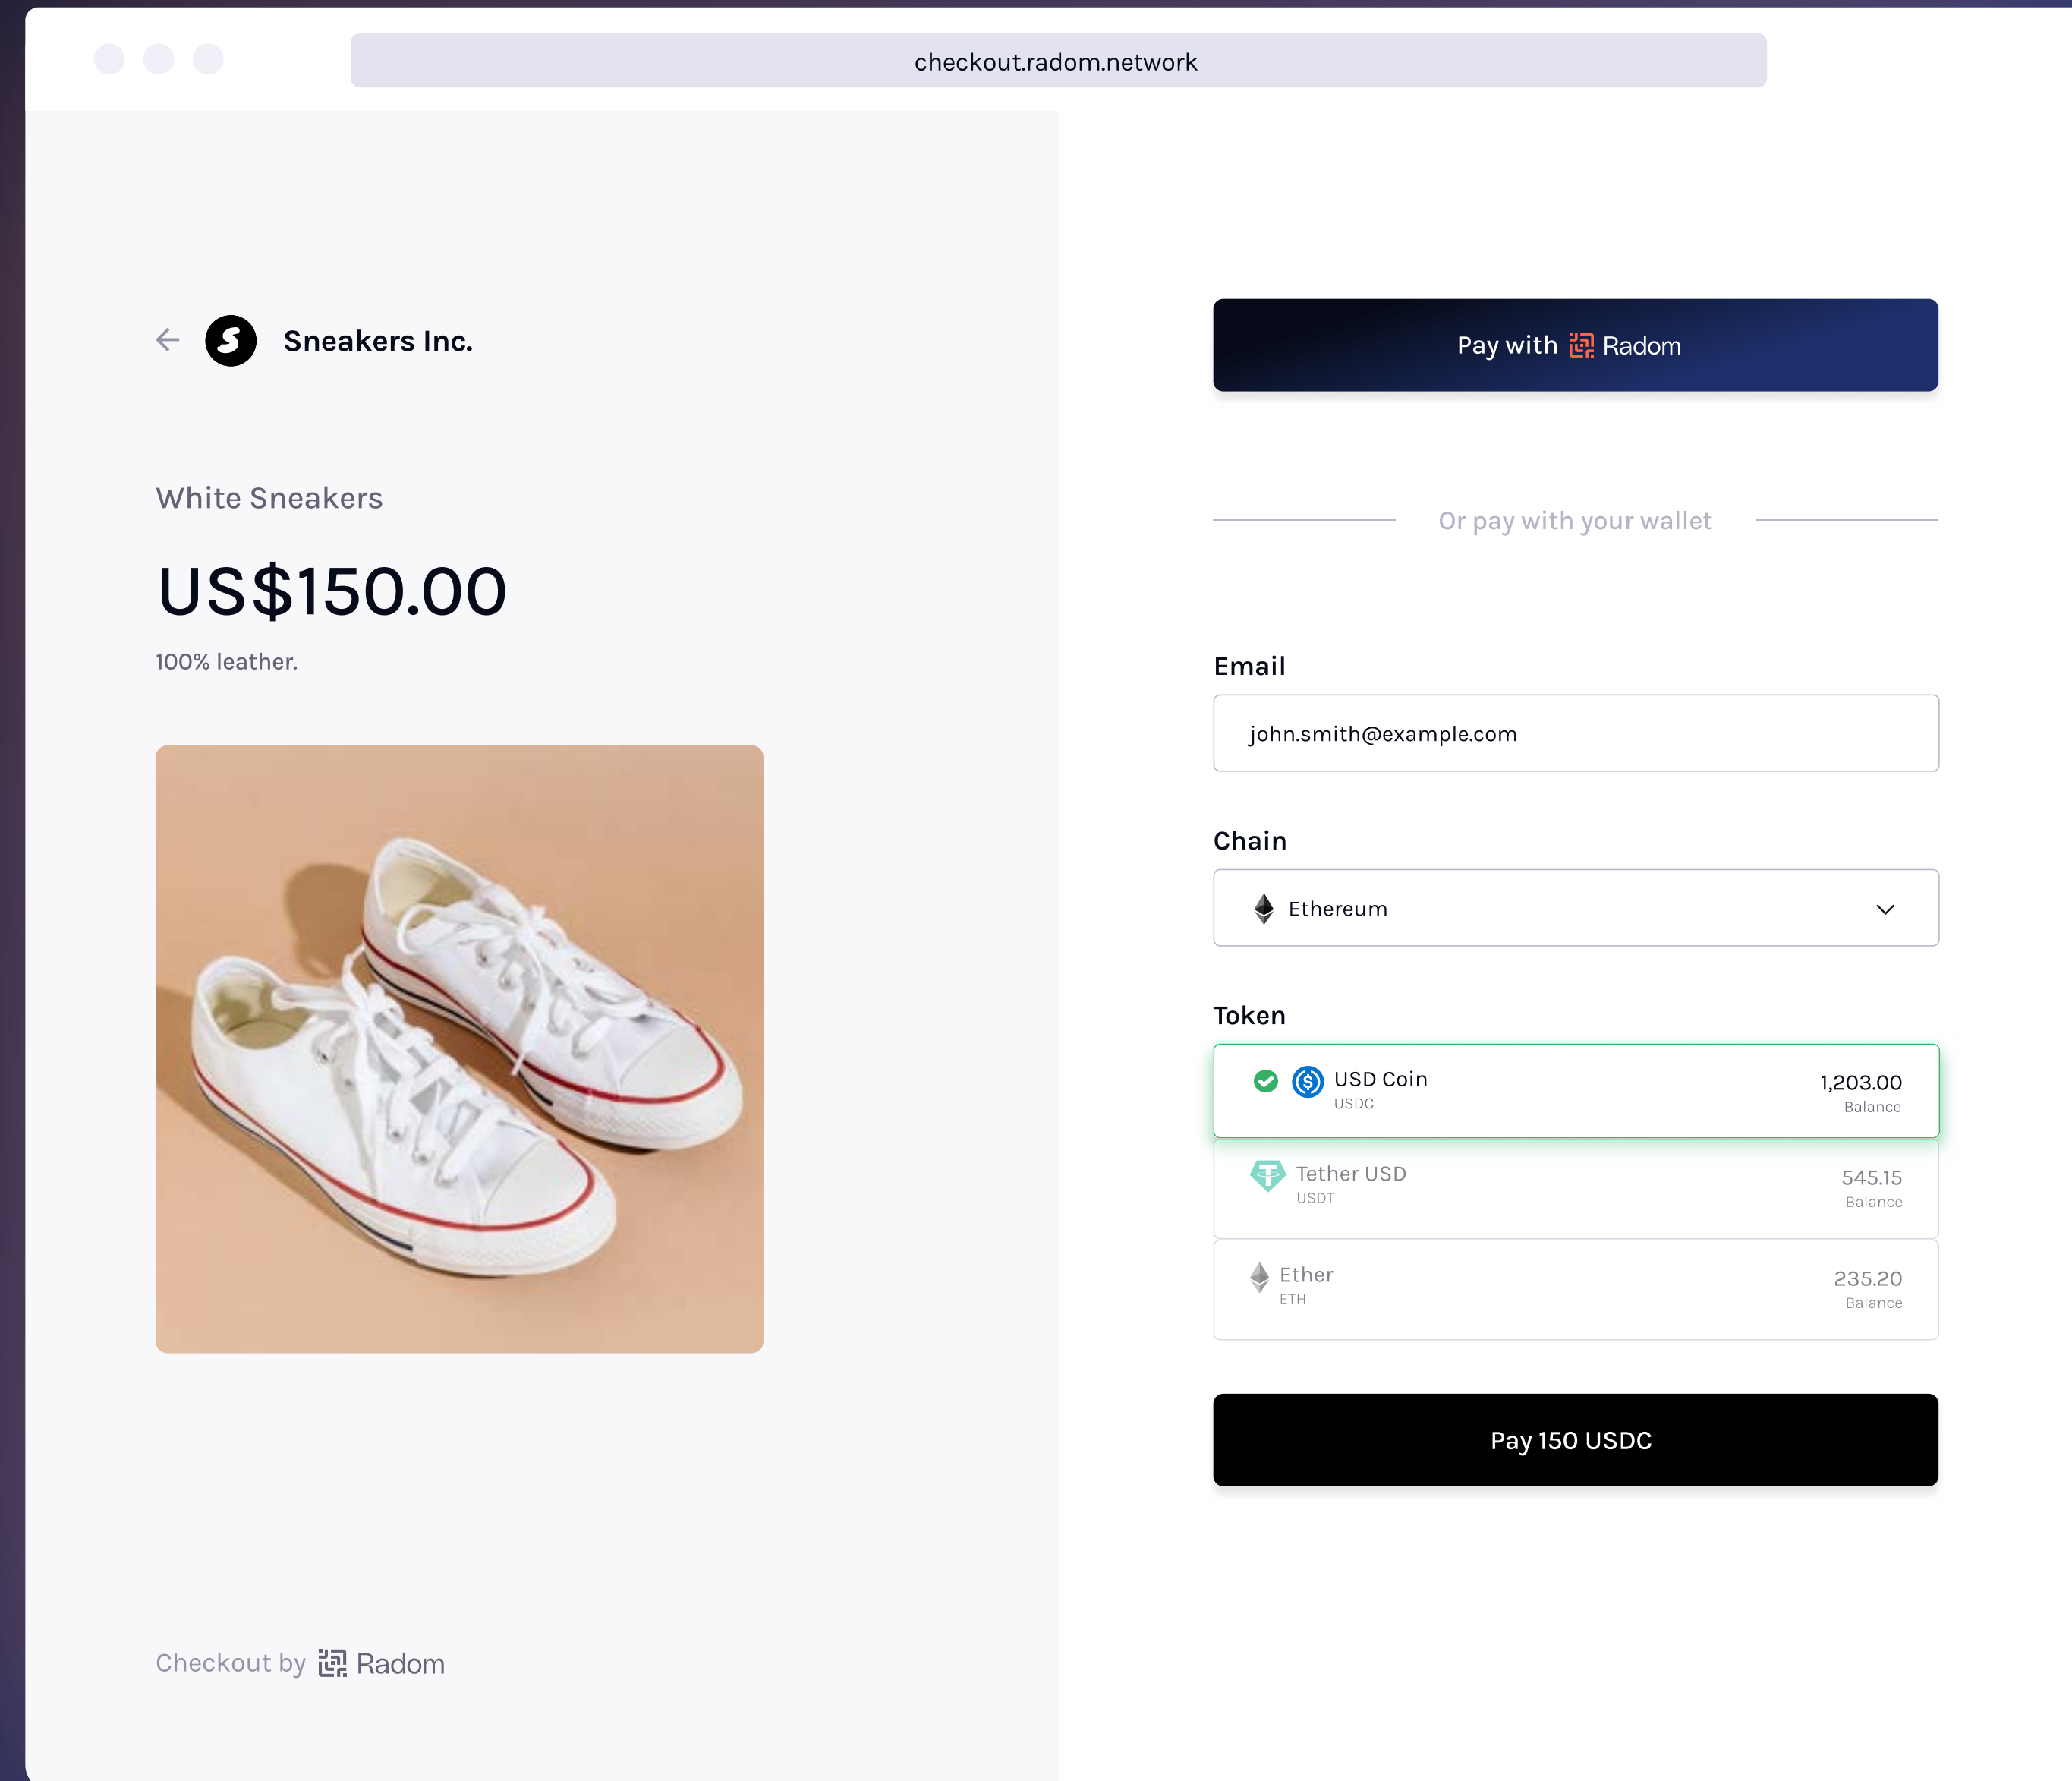 checkout.radom.network
Sneakers Inc.
White Sneakers
US$150.00
100% leather.
Checkout by Radom
Pay with Radom
Or pay with your wallet
Email
john.smith@example.com
Chain
Ethereum
Token
USD Coin
USDC
1,203.00
Balance
Tether USD
USDT
545.15
Balance
Ether
ETH
235.20
Balance
Pay 150 USDC